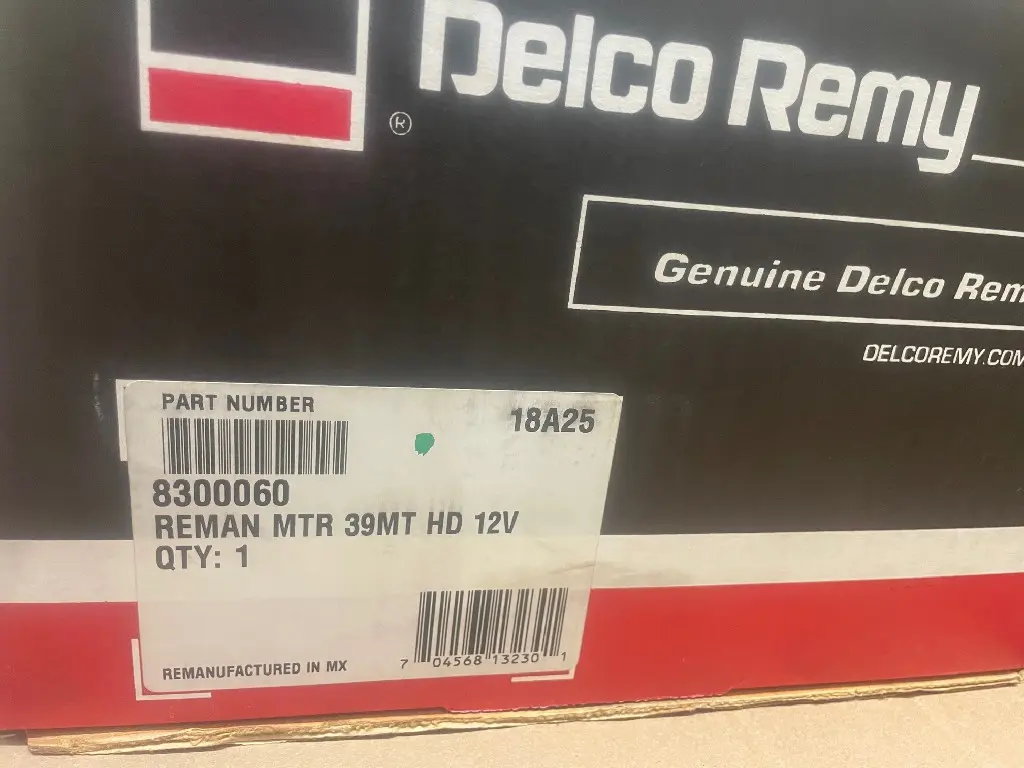 Delco Remy
®
Genuine Delco Rem
DELCOREMY.COM
PART NUMBER
18A25
8300060
REMAN MTR 39MT HD 12V
QTY: 1
7 04568 13230 1
REMANUFACTURED IN MX